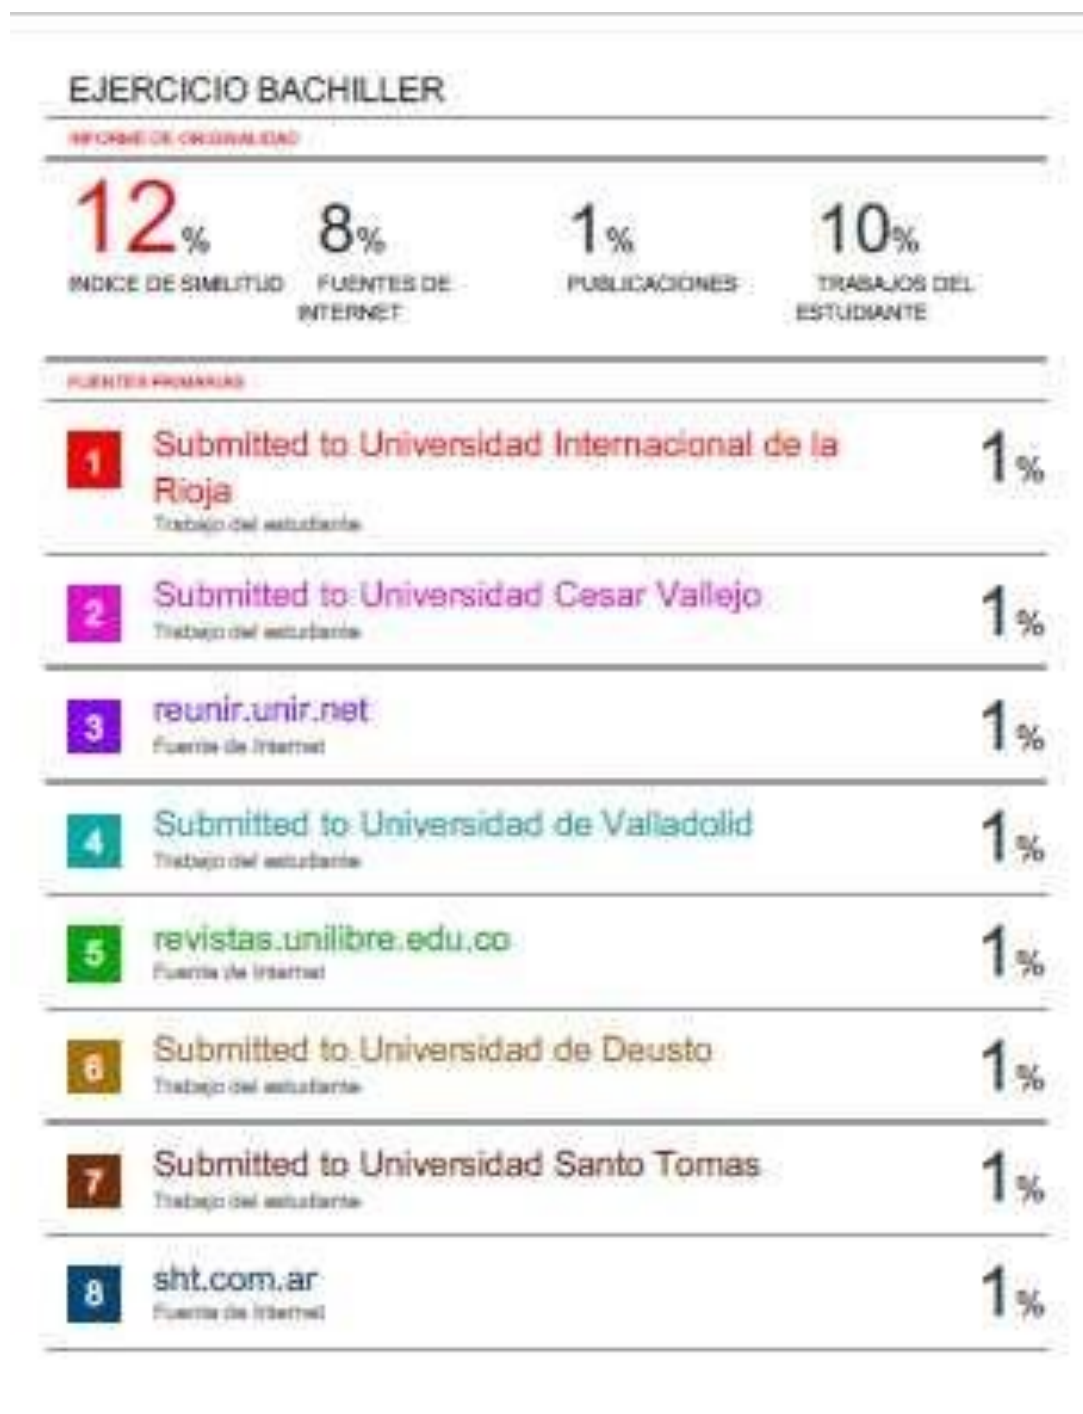 EJERCICIO BACHILLER
INFORME DE ORIGINALIDAD
12% 8% 1% 10%
INDICE DE SIMILITUD FUENTES DE PUBLICACIONES TRABAJOS DEL
INTERNET ESTUDIANTE
FUENTES PRIMARIAS
1 Submitted to Universidad Internacional de la 1%
Rioja
Trabajo del estudiante
2 Submitted to Universidad Cesar Vallejo 1%
Trabajo del estudiante
3 reunir.unir.net 1%
Fuente de Internet
4 Submitted to Universidad de Valladolid 1%
Trabajo del estudiante
5 revistas.unilibre.edu.co 1%
Fuente de Internet
6 Submitted to Universidad de Deusto 1%
Trabajo del estudiante
7 Submitted to Universidad Santo Tomas 1%
Trabajo del estudiante
8 sht.com.ar 1%
Fuente de Internet